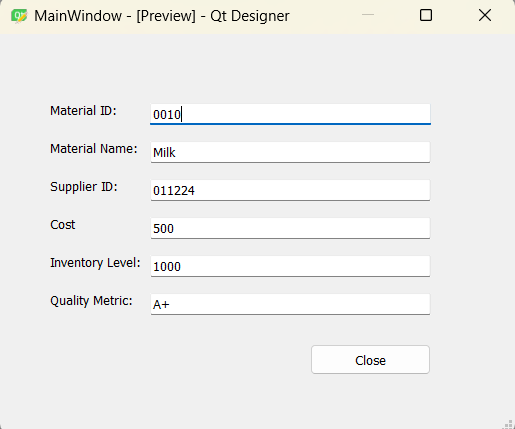 MainWindow - [Preview] - Qt Designer
Material ID: 0010
Material Name: Milk
Supplier ID: 011224
Cost 500
Inventory Level: 1000
Quality Metric: A+
Close